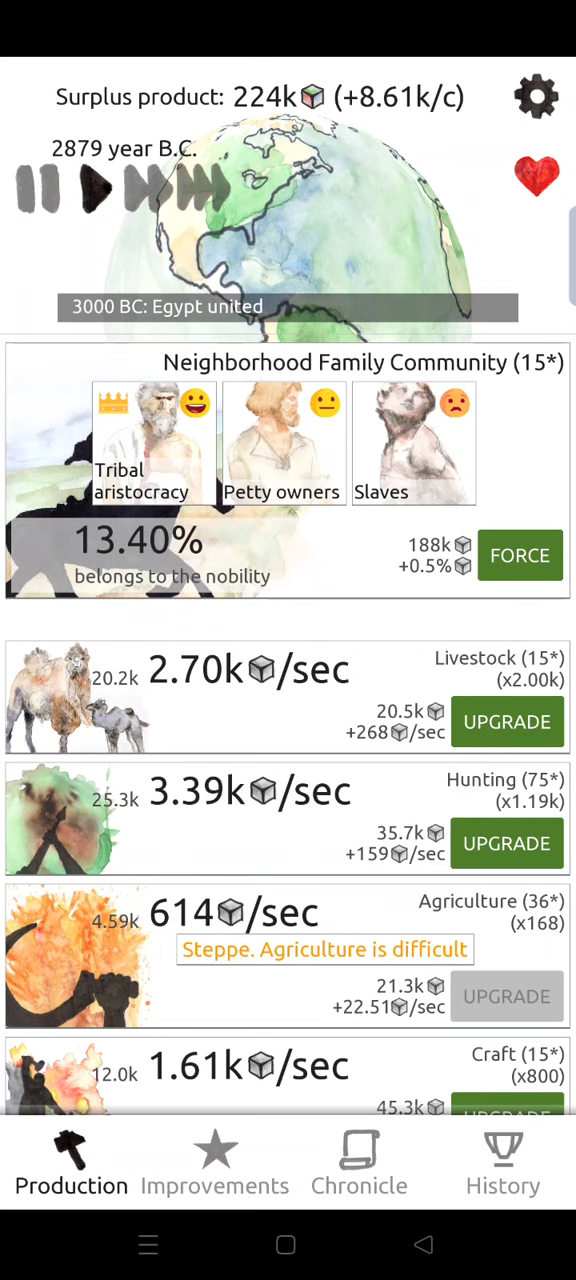 Surplus product: 224k (+8.61k/c)
2879 year B.C.
3000 BC: Egypt united
Neighborhood Family Community (15*)
Tribal
aristocracy
Petty owners
Slaves
13.40%
belongs to the nobility
188k
+0.5%
FORCE
20.2k 2.70k/sec
Livestock (15*)
(x2.00k)
20.5k
+268/sec
UPGRADE
25.3k 3.39k/sec
Hunting (75*)
(x1.19k)
35.7k
+159/sec
UPGRADE
4.59k 614/sec
Agriculture (36*)
(x168)
Steppe. Agriculture is difficult
21.3k
+22.51/sec
UPGRADE
12.0k 1.61k/sec
Craft (15*)
(x800)
45.3k
UPGRADE
Production Improvements Chronicle History